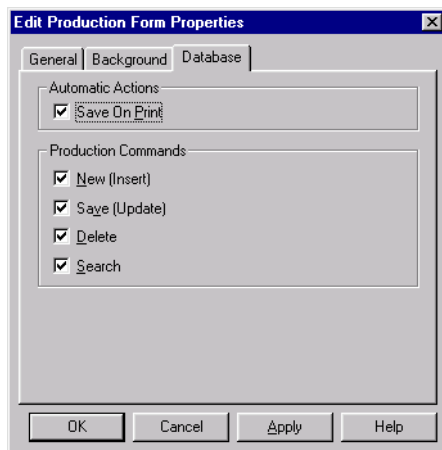 Edit Production Form Properties
General Background Database
Automatic Actions
Save On Print
Production Commands
New (Insert)
Save (Update)
Delete
Search
OK Cancel Apply Help